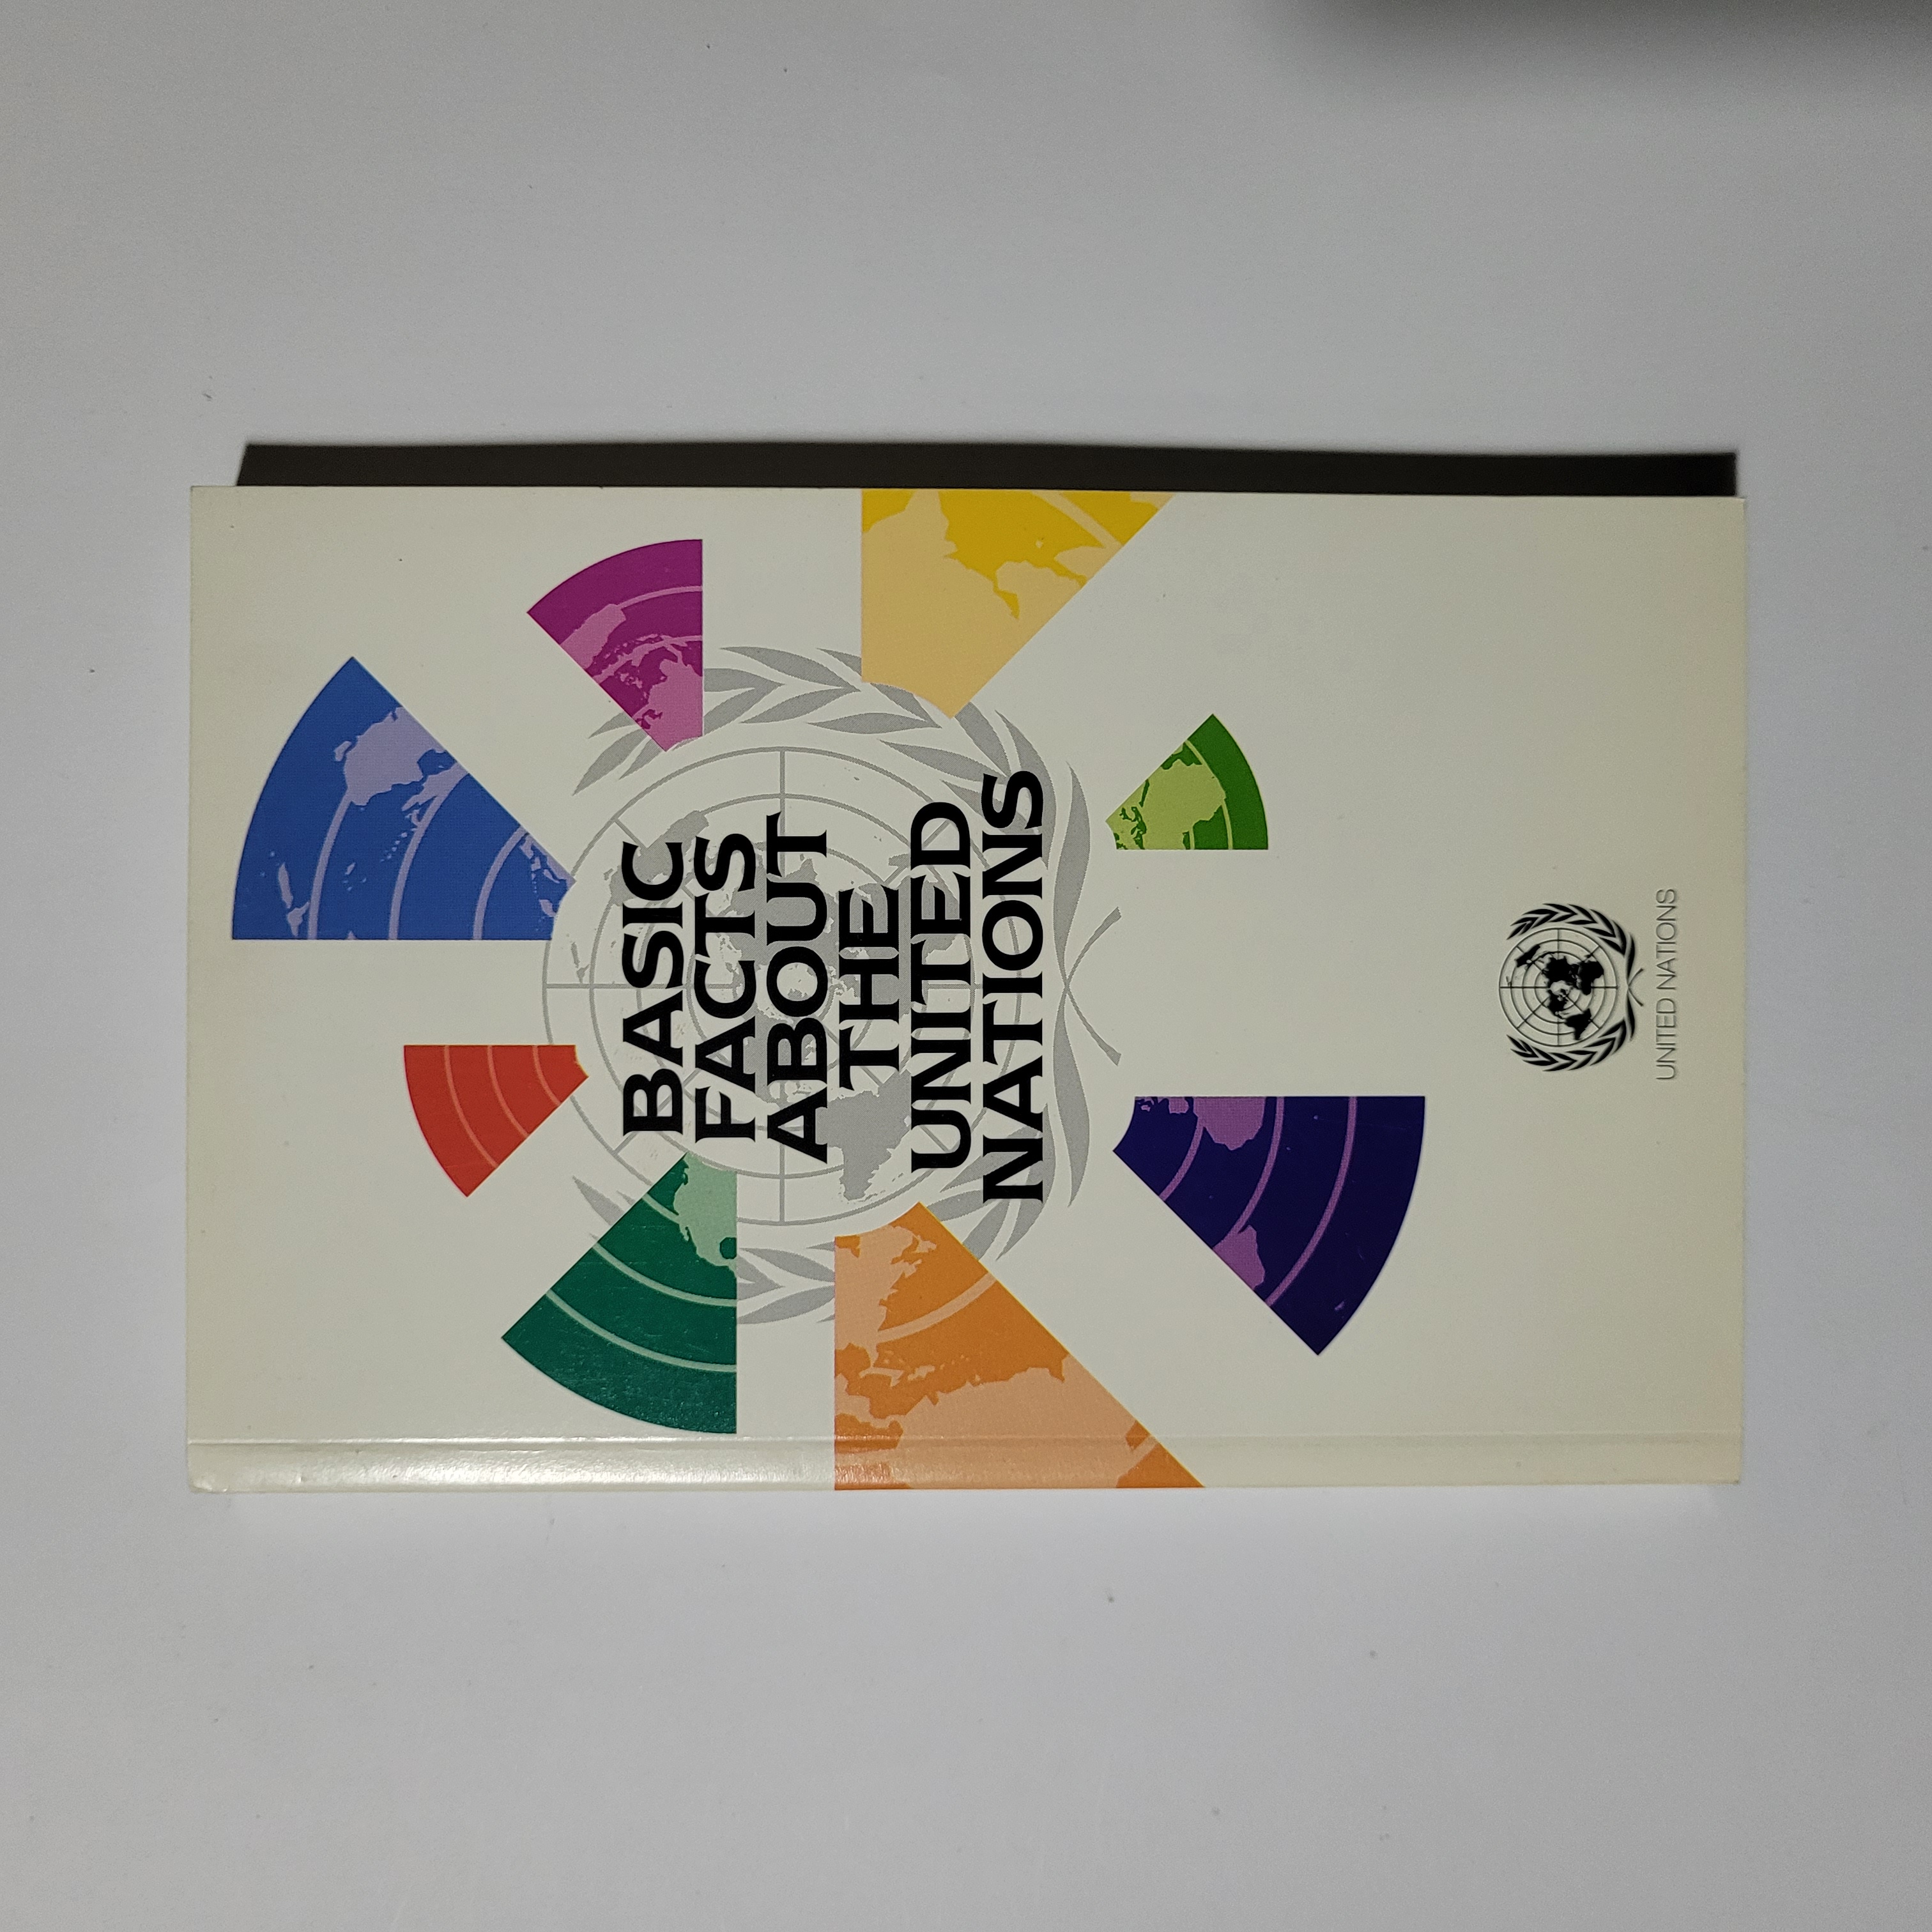 BASIC
FACTS
ABOUT
THE
UNITED
NATIONS
UNITED NATIONS